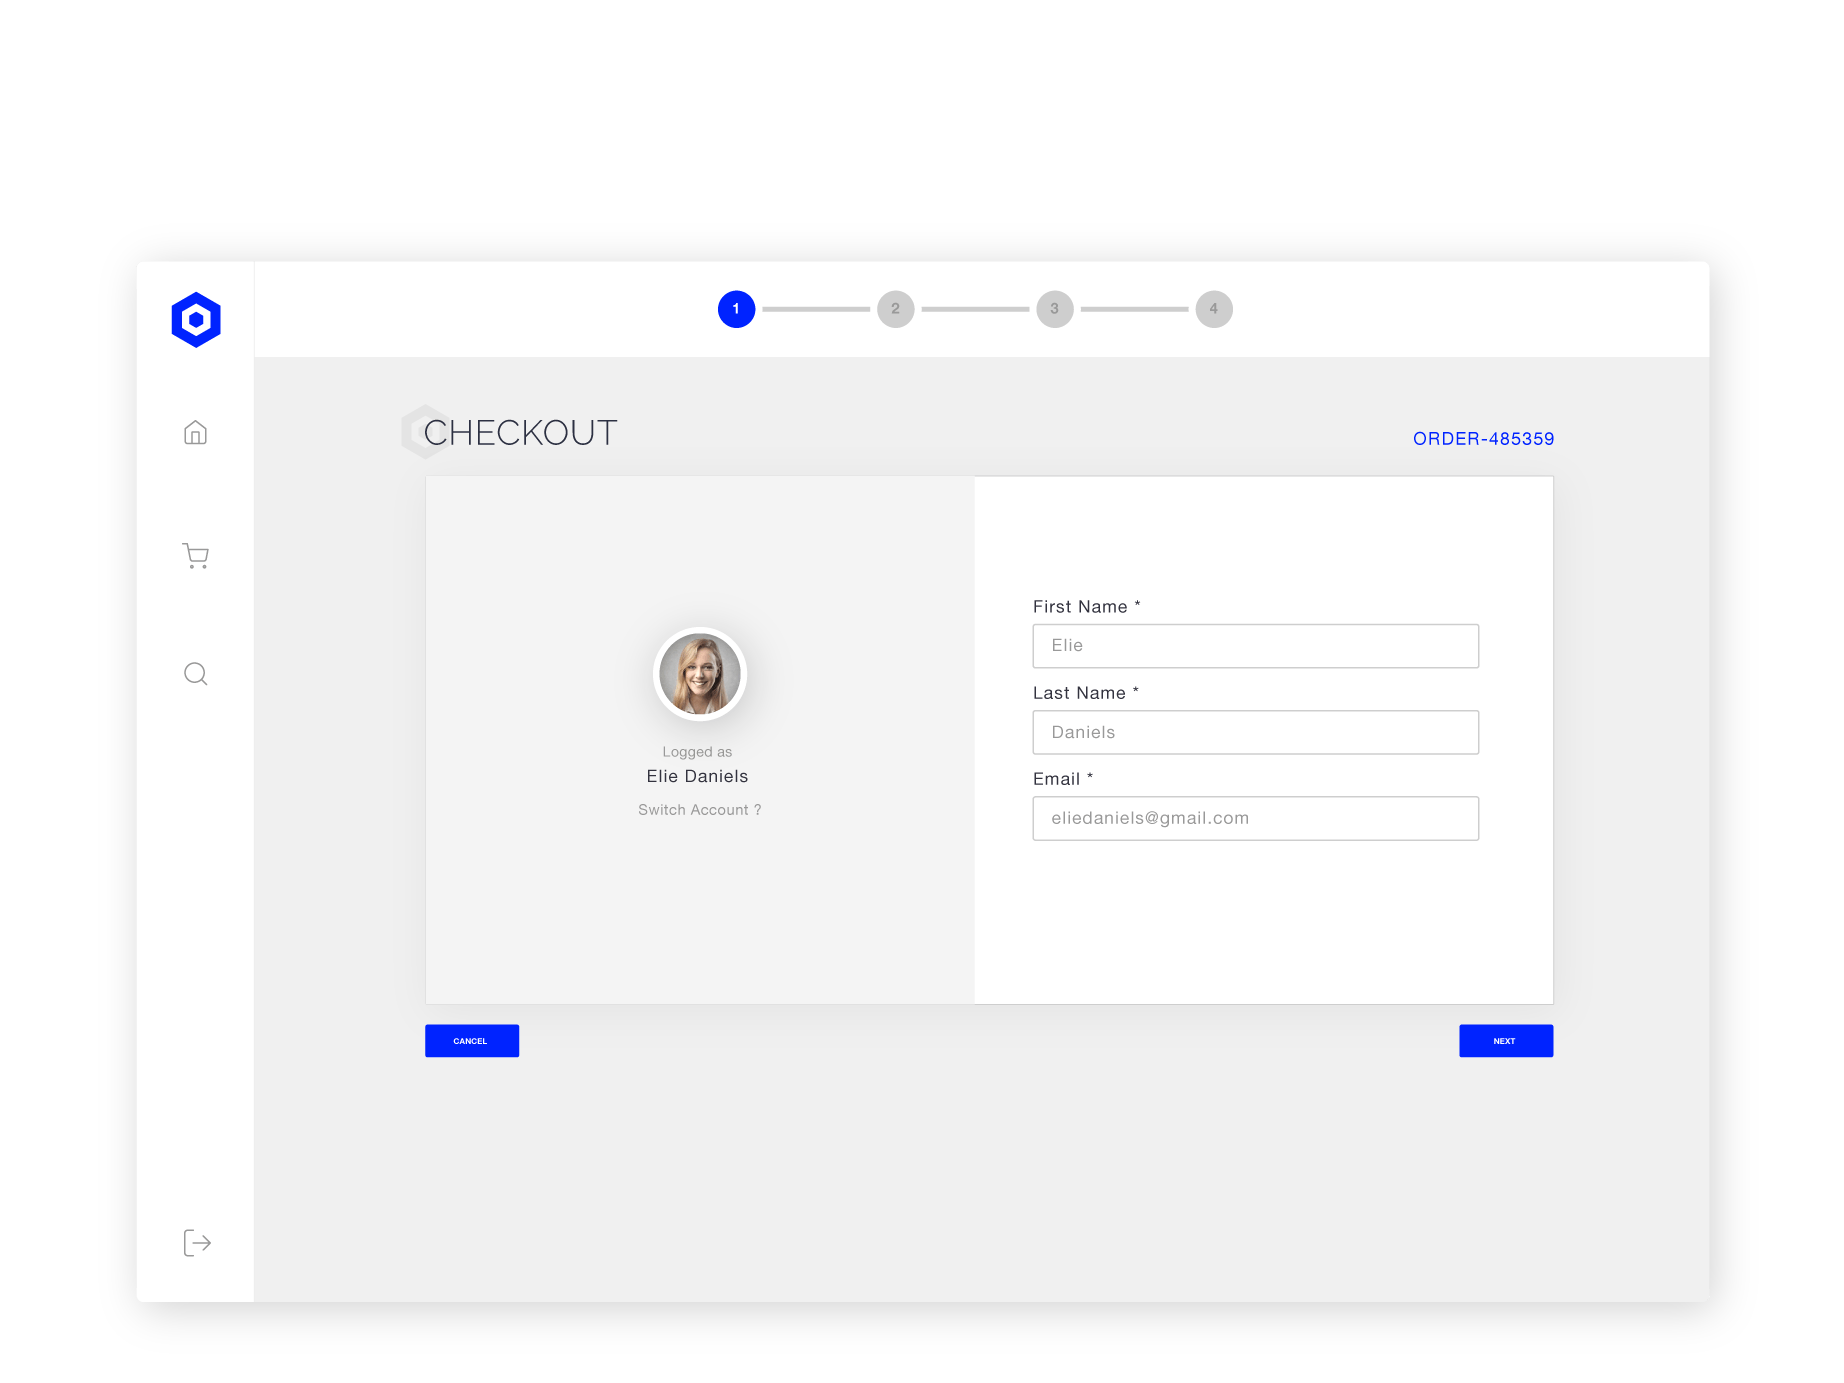 1 2 3 4
CHECKOUT
ORDER-485359
Logged as
Elie Daniels
Switch Account ?
First Name *
Elie
Last Name *
Daniels
Email *
eliedaniels@gmail.com
CANCEL
NEXT